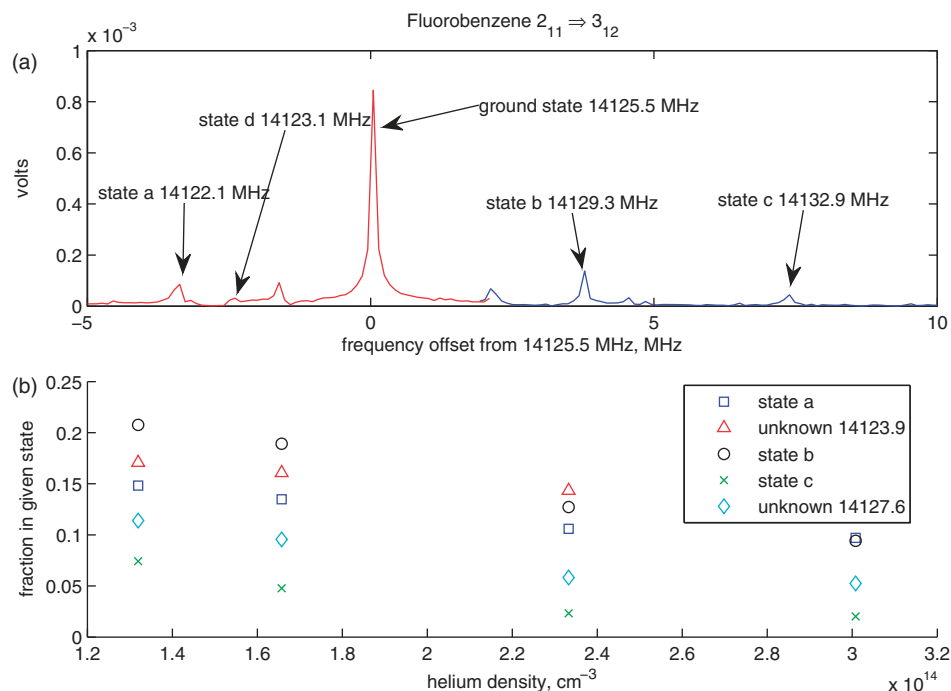 Fluorobenzene 2₁₁ ⇒ 3₁₂
x 10⁻³
(a)
1
0.8
0.6
0.4
0.2
0
volts
ground state 14125.5 MHz
state d 14123.1 MHz
state a 14122.1 MHz
state b 14129.3 MHz
state c 14132.9 MHz
−5
0
5
10
frequency offset from 14125.5 MHz, MHz
(b)
0.25
0.2
0.15
0.1
0.05
0
fraction in given state
state a
unknown 14123.9
state b
state c
unknown 14127.6
1.2
1.4
1.6
1.8
2
2.2
2.4
2.6
2.8
3
3.2
helium density, cm⁻³
x 10¹⁴